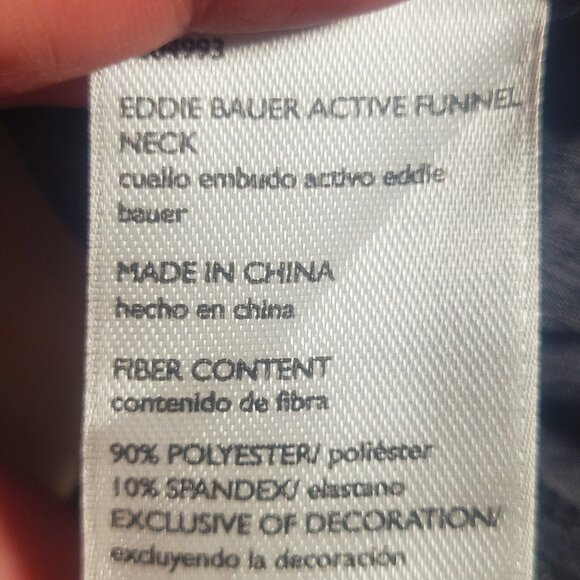 EDDIE BAUER ACTIVE FUNNEL
NECK
cuello embudo activo eddie
bauer
MADE IN CHINA
hecho en china
FIBER CONTENT
contenido de fibra
90% POLYESTER/ poliéster
10% SPANDEX/ elastano
EXCLUSIVE OF DECORATION/
excluyendo la decoración